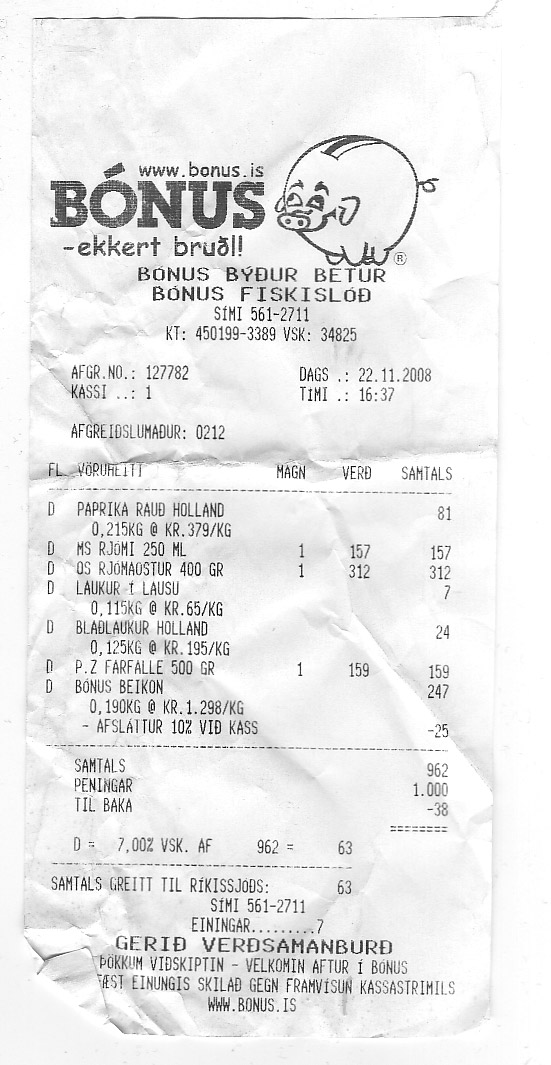 www.bonus.is
BÓNUS
-ekkert bruðl!
®
BÓNUS BÝÐUR BETUR
BÓNUS FISKISLÓÐ
SÍMI 561-2711
KT: 450199-3389 VSK: 34825
AFGR.NO.: 127782 DAGS .: 22.11.2008
KASSI ..: 1 TÍMI .: 16:37
AFGREIÐSLUMAÐUR: 0212
FL VÖRUHEITI MAGN VERÐ SAMTALS
D PAPRIKA RAUÐ HOLLAND 81
0,215KG @ KR.379/KG
D MS RJÓMI 250 ML 1 157 157
D OS RJÓMAOSTUR 400 GR 1 312 312
D LAUKUR Í LAUSU 7
0,115KG @ KR.65/KG
D BLAÐLAUKUR HOLLAND 24
0,125KG @ KR.195/KG
D P.Z FARFALLE 500 GR 1 159 159
D BÓNUS BEIKON 247
0,190KG @ KR.1.298/KG
- AFSLÁTTUR 10% VIÐ KASS -25
SAMTALS 962
PENINGAR 1.000
TIL BAKA -38
========
D = 7,00% VSK. AF 962 = 63
SAMTALS GREITT TIL RÍKISSJÓÐS: 63
SÍMI 561-2711
EININGAR.........7
GERIÐ VERÐSAMANBURÐ
ÞÖKKUM VIÐSKIPTIN - VELKOMIN AFTUR Í BÓNUS
FÆST EINUNGIS SKILAÐ GEGN FRAMVÍSUN KASSASTRIMILS
WWW.BONUS.IS